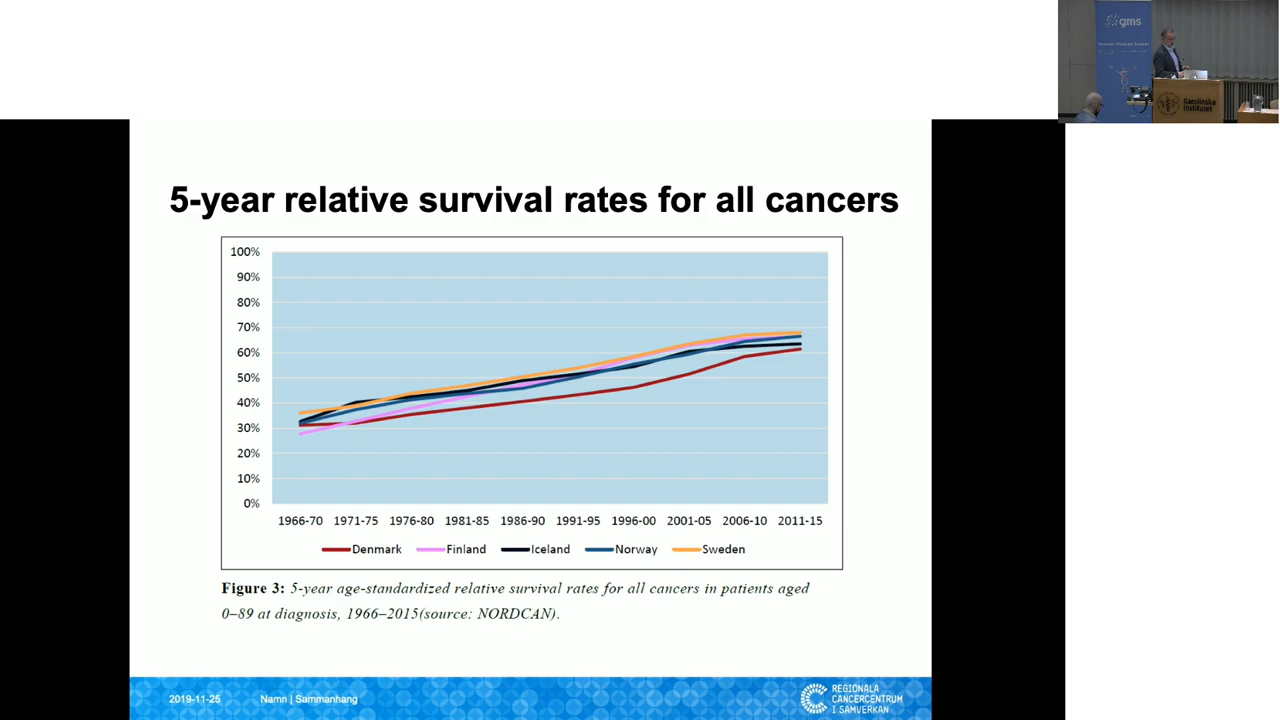 gms
Karolinska
Institutet
5-year relative survival rates for all cancers
100%
90%
80%
70%
60%
50%
40%
30%
20%
10%
0%
1966-70 1971-75 1976-80 1981-85 1986-90 1991-95 1996-00 2001-05 2006-10 2011-15
Denmark Finland Iceland Norway Sweden
Figure 3: 5-year age-standardized relative survival rates for all cancers in patients aged
0–89 at diagnosis, 1966–2015(source: NORDCAN).
2019-11-25 Namn | Sammanhang
REGIONALA
CANCERCENTRUM
I SAMVERKAN